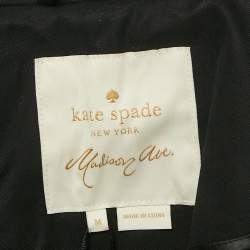 kate spade
NEW YORK
Madison Ave.
M
MADE IN CHINA